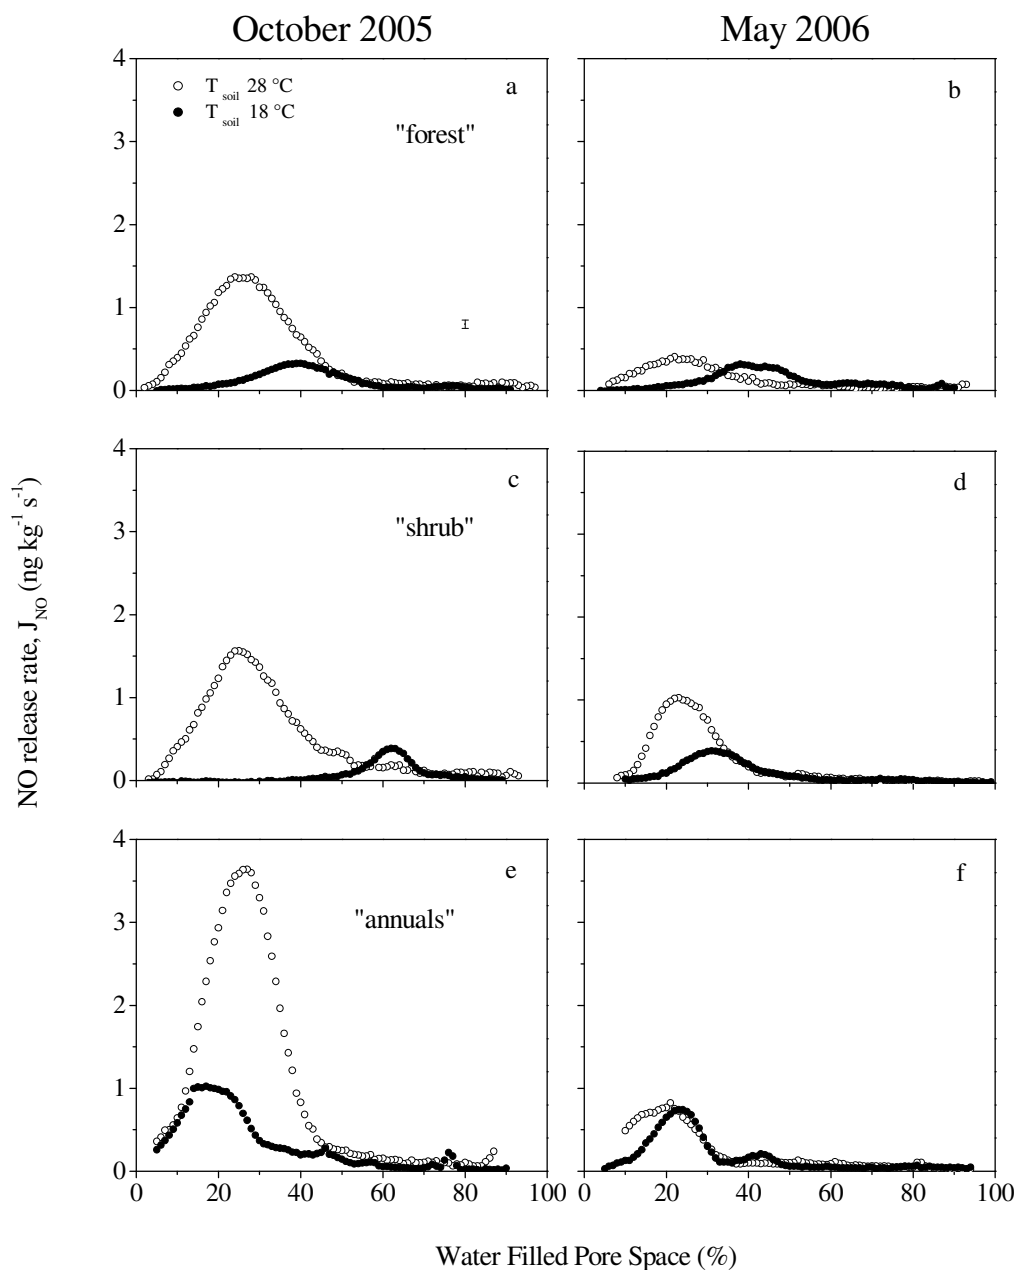 October 2005
May 2006
T soil 28 °C
T soil 18 °C
a
b
"forest"
4
3
2
1
0
c
d
"shrub"
4
3
2
1
0
e
f
"annuals"
4
3
2
1
0
NO release rate, J_NO (ng kg⁻¹ s⁻¹)
0 20 40 60 80 100
0 20 40 60 80 100
Water Filled Pore Space (%)